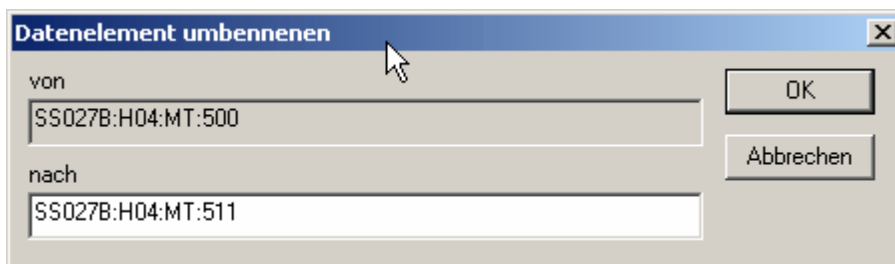 Datenelement umbennenen
von
SS027B:H04:MT:500
nach
SS027B:H04:MT:511
OK
Abbrechen